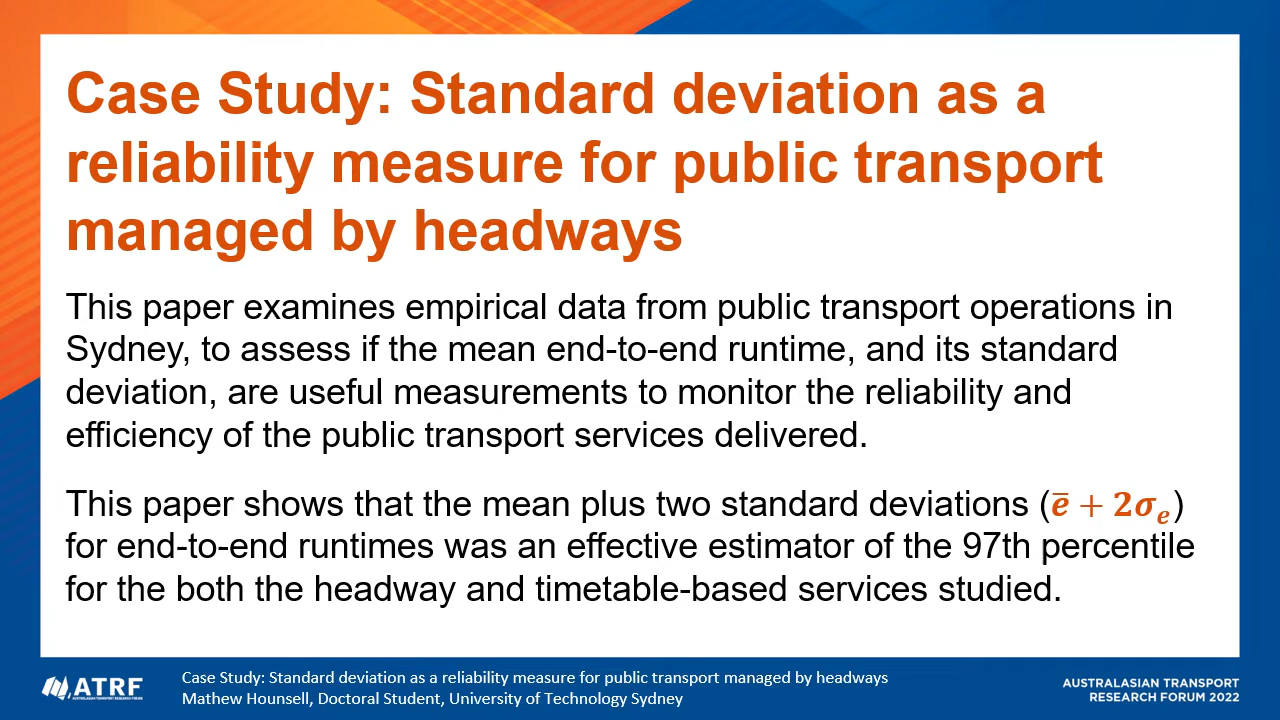 Case Study: Standard deviation as a
reliability measure for public transport
managed by headways
This paper examines empirical data from public transport operations in
Sydney, to assess if the mean end-to-end runtime, and its standard
deviation, are useful measurements to monitor the reliability and
efficiency of the public transport services delivered.
This paper shows that the mean plus two standard deviations (ē + 2σₑ)
for end-to-end runtimes was an effective estimator of the 97th percentile
for the both the headway and timetable-based services studied.
ATRF
AUSTRALASIAN TRANSPORT RESEARCH FORUM
Case Study: Standard deviation as a reliability measure for public transport managed by headways
Mathew Hounsell, Doctoral Student, University of Technology Sydney
AUSTRALASIAN TRANSPORT
RESEARCH FORUM 2022